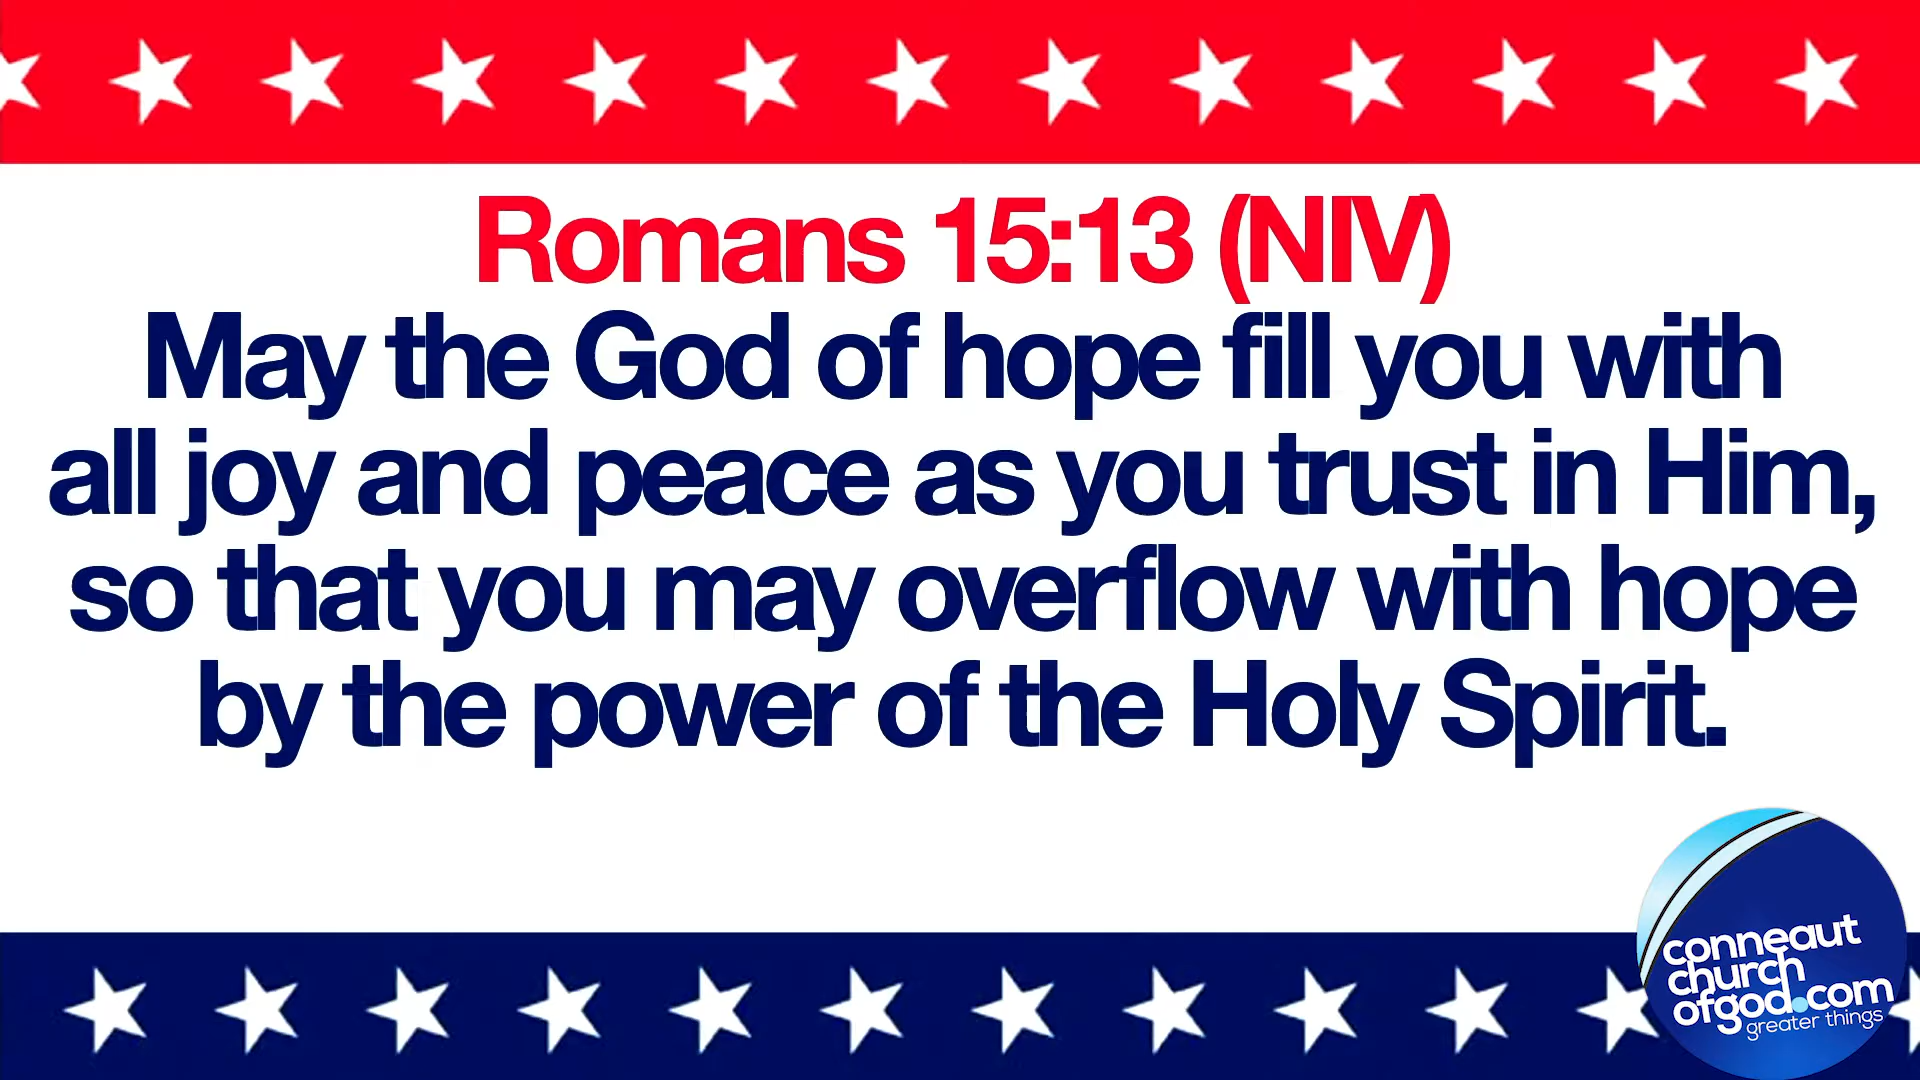 Romans 15:13 (NIV)
May the God of hope fill you with
all joy and peace as you trust in Him,
so that you may overflow with hope
by the power of the Holy Spirit.
conneaut
church
ofgod.com
greater things